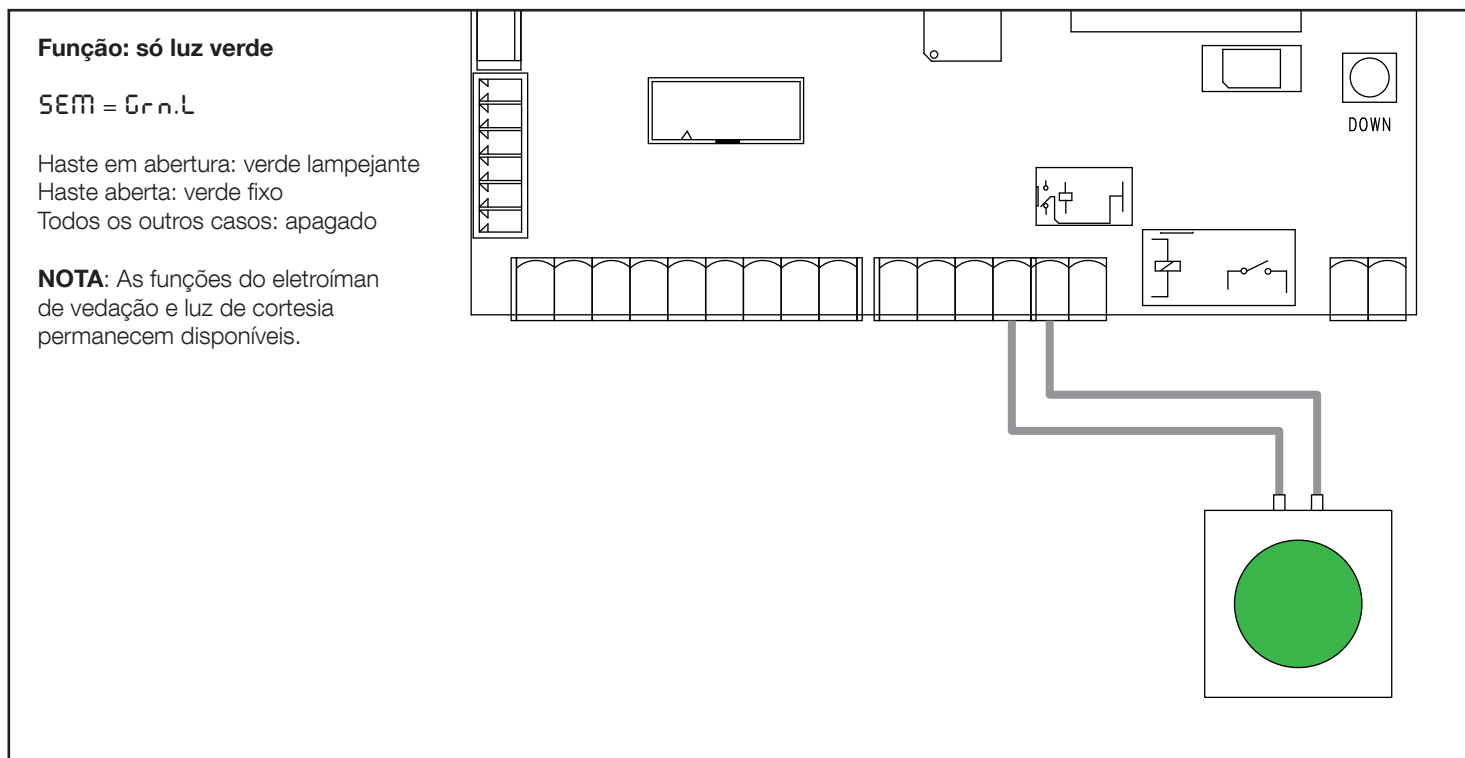 Função: só luz verde
SEM = Grn.L
Haste em abertura: verde lampejante
Haste aberta: verde fixo
Todos os outros casos: apagado
NOTA: As funções do eletroíman
de vedação e luz de cortesia
permanecem disponíveis.
DOWN